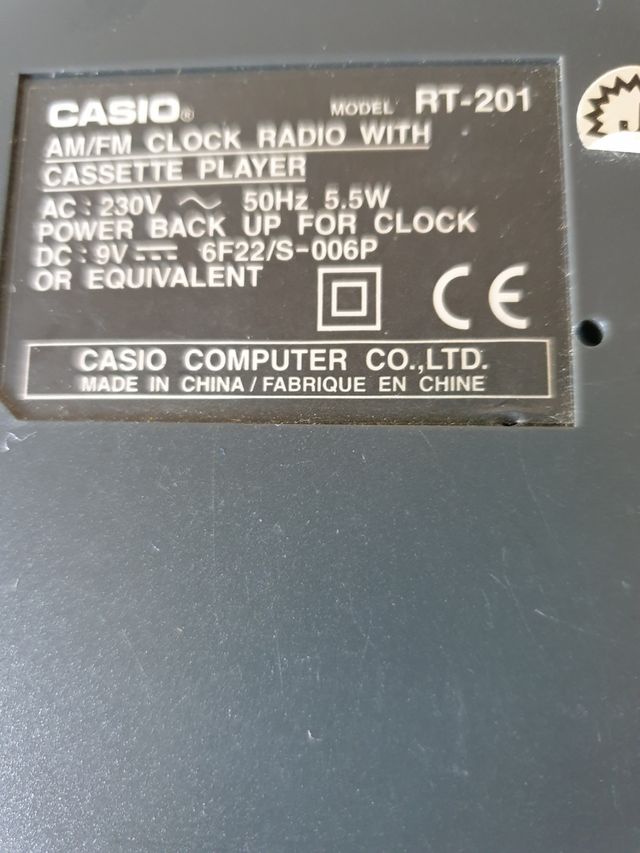 CASIO® MODEL RT-201
AM/FM CLOCK RADIO WITH
CASSETTE PLAYER
AC : 230V ～ 50Hz 5.5W
POWER BACK UP FOR CLOCK
DC : 9V ⎓ 6F22/S-006P
OR EQUIVALENT
CE
CASIO COMPUTER CO.,LTD.
MADE IN CHINA / FABRIQUE EN CHINE